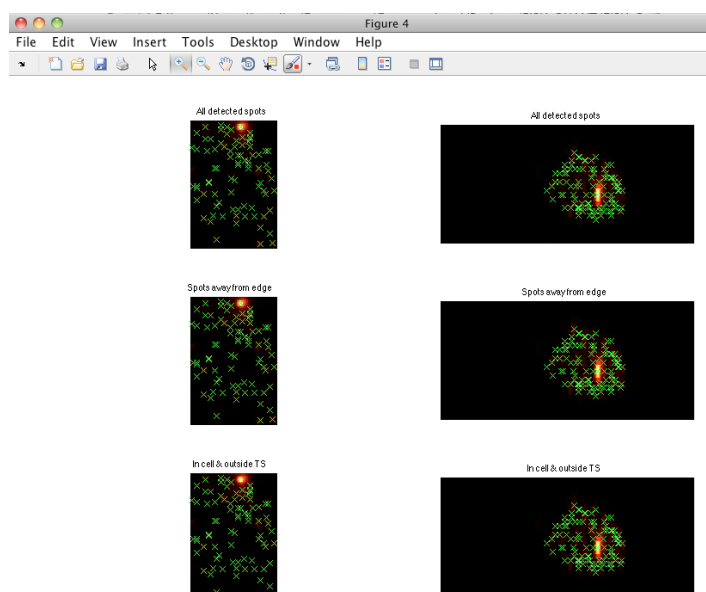 Figure 4
File Edit View Insert Tools Desktop Window Help
All detected spots
All detected spots
Spots away from edge
Spots away from edge
In cell & outside TS
In cell & outside TS